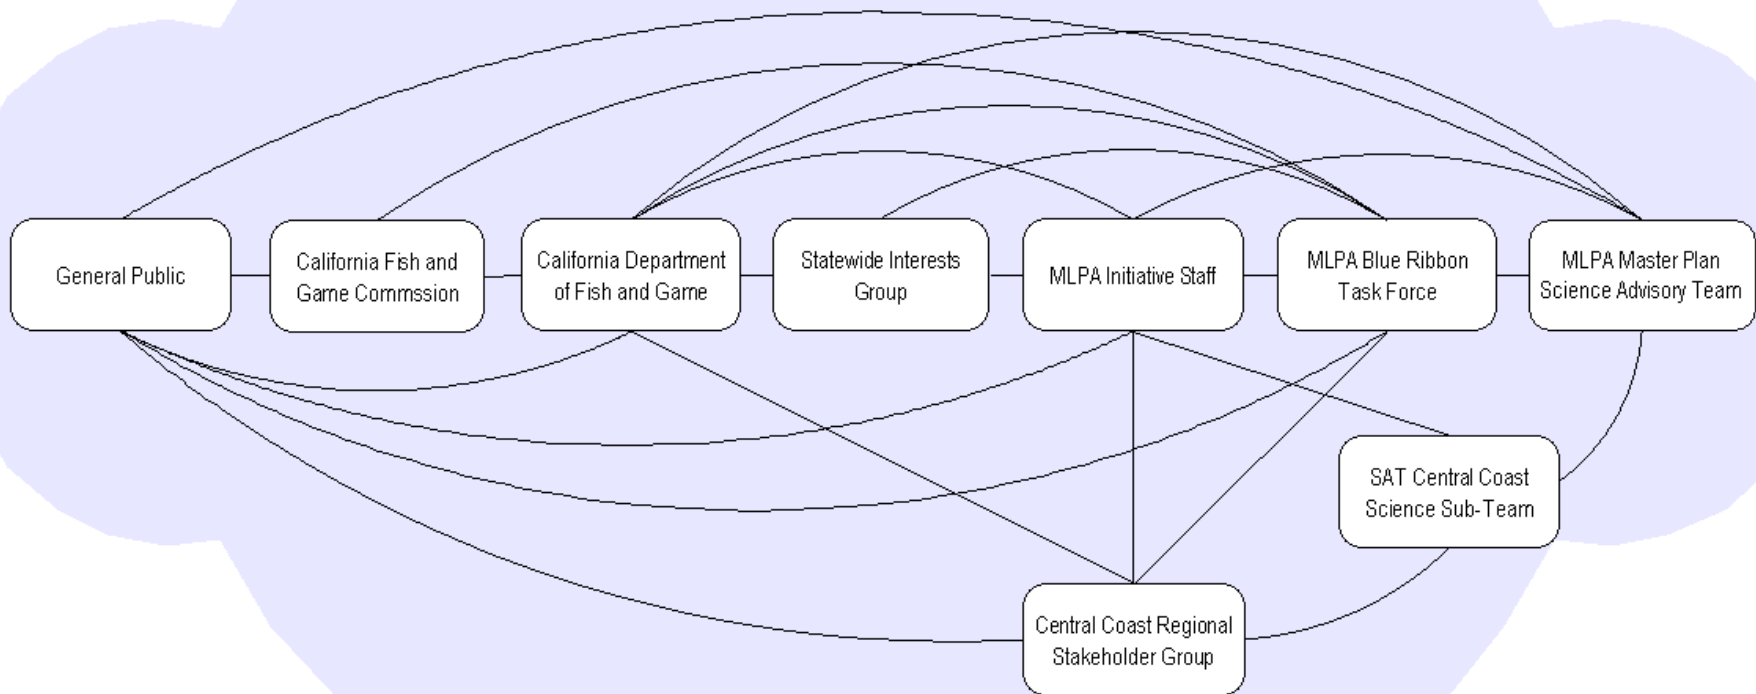 General Public
California Fish and
Game Commssion
California Department
of Fish and Game
Statewide Interests
Group
MLPA Initiative Staff
MLPA Blue Ribbon
Task Force
MLPA Master Plan
Science Advisory Team
SAT Central Coast
Science Sub-Team
Central Coast Regional
Stakeholder Group